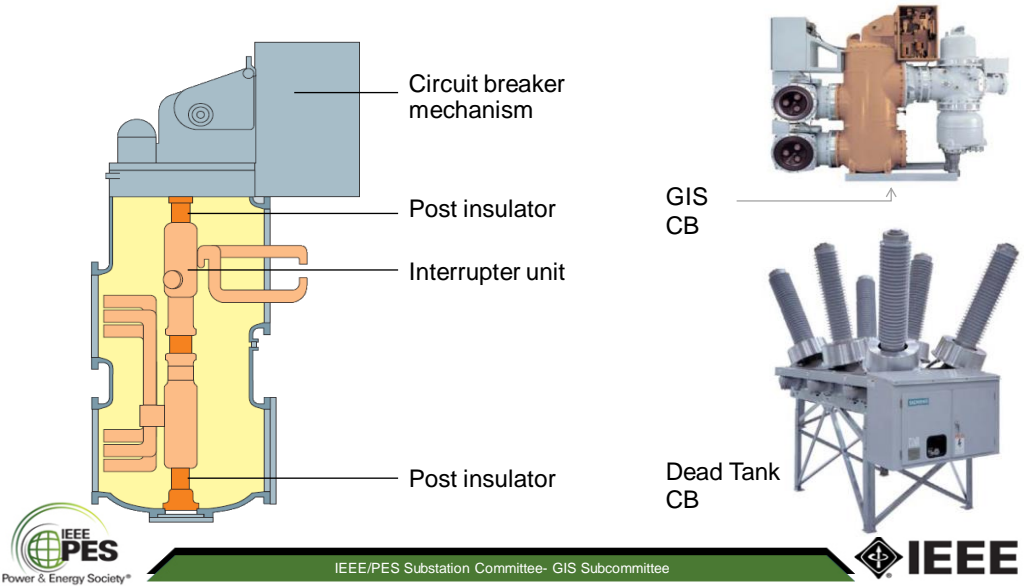 Circuit breaker
mechanism
Post insulator
Interrupter unit
Post insulator
GIS
CB
Dead Tank
CB
SIEMENS
IEEE
PES
Power & Energy Society®
IEEE/PES Substation Committee- GIS Subcommittee
IEEE